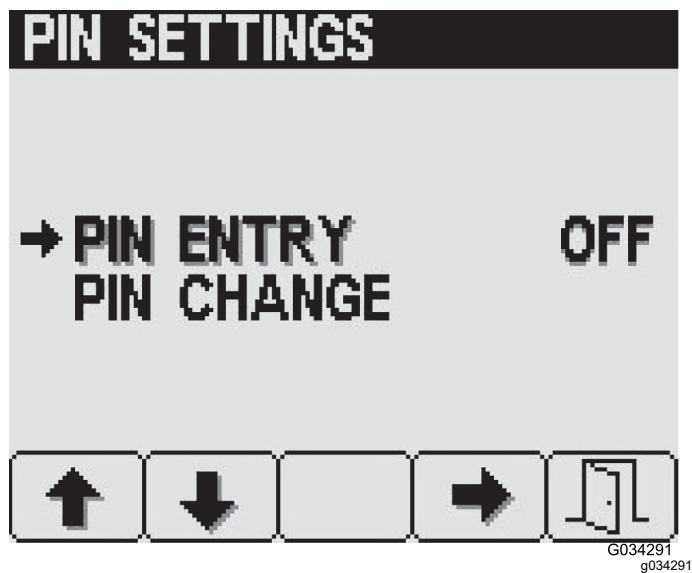 PIN SETTINGS
PIN ENTRY OFF
PIN CHANGE
G034291
g034291